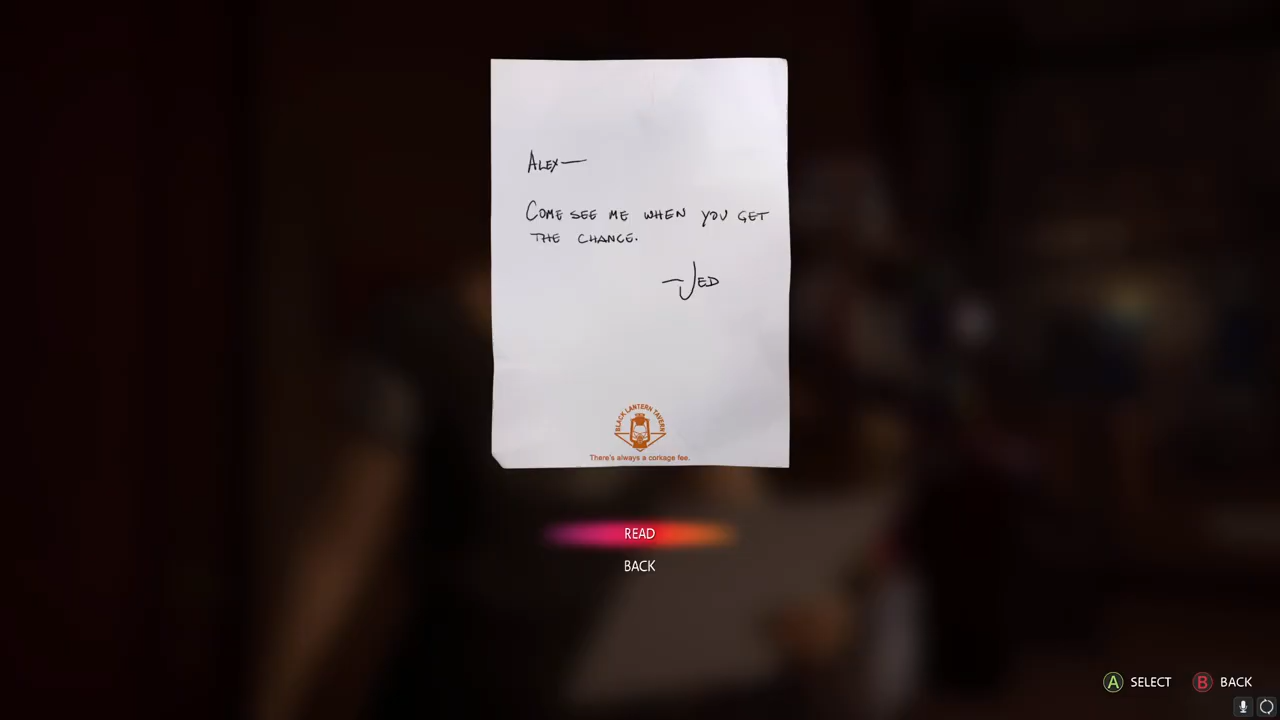 ALEX—
COME SEE ME WHEN YOU GET
THE CHANCE.
—JED
BLACK LANTERN TAVERN
There's always a corkage fee.
READ
BACK
A SELECT B BACK